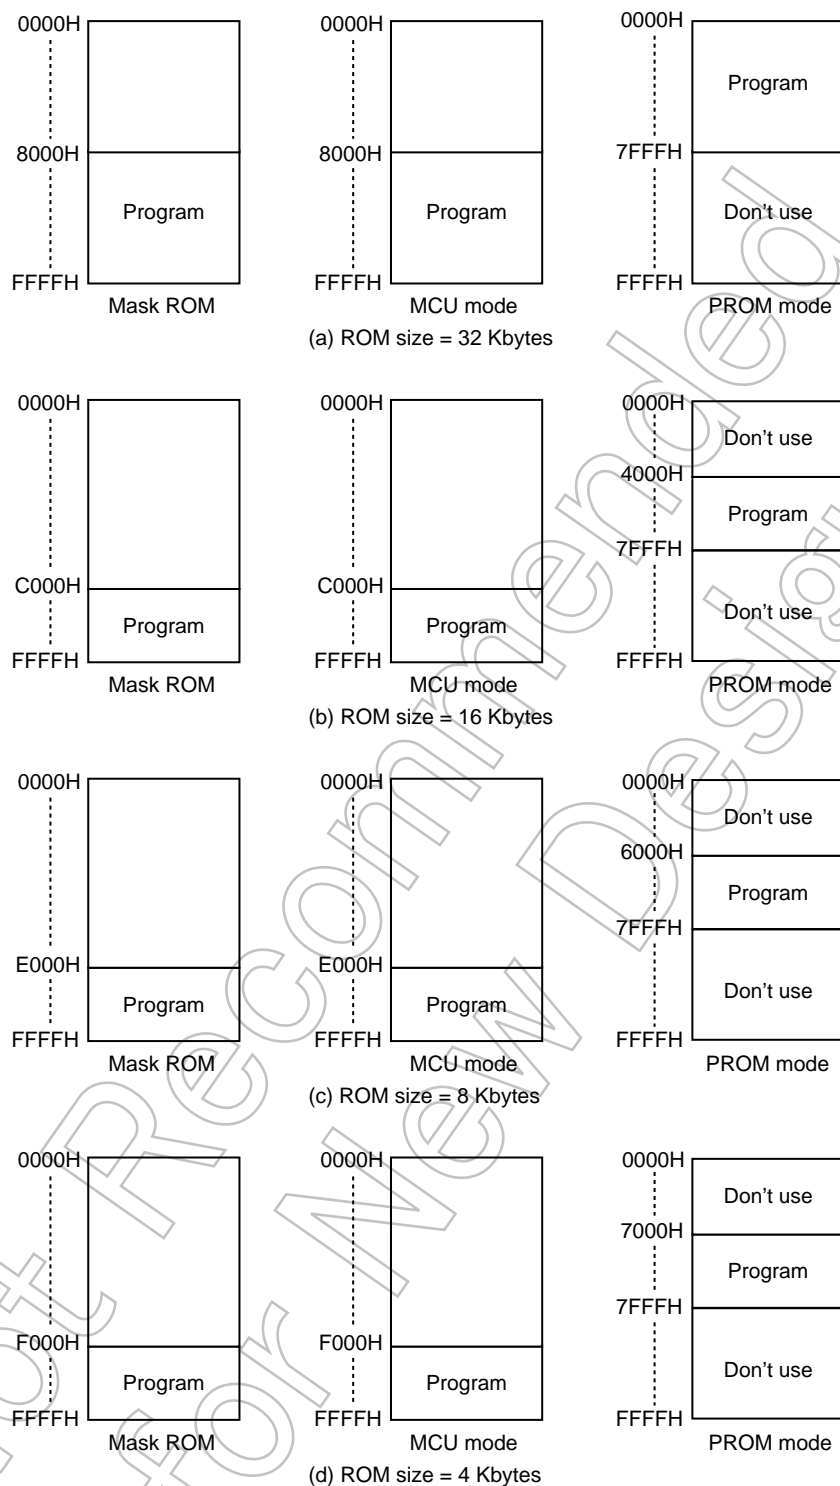 0000H 0000H 0000H
Program
8000H 8000H 7FFFH
Program Program Don't use
FFFFH FFFFH FFFFH
Mask ROM MCU mode PROM mode
(a) ROM size = 32 Kbytes
0000H 0000H 0000H
Don't use
4000H
Program
7FFFH
C000H C000H
Program Program Don't use
FFFFH FFFFH FFFFH
Mask ROM MCU mode PROM mode
(b) ROM size = 16 Kbytes
0000H 0000H 0000H
Don't use
6000H
Program
7FFFH
E000H E000H
Program Program Don't use
FFFFH FFFFH FFFFH
Mask ROM MCU mode PROM mode
(c) ROM size = 8 Kbytes
0000H 0000H 0000H
Don't use
7000H
Program
7FFFH
F000H F000H
Program Program Don't use
FFFFH FFFFH FFFFH
Mask ROM MCU mode PROM mode
(d) ROM size = 4 Kbytes
Not Recommended
for New Design